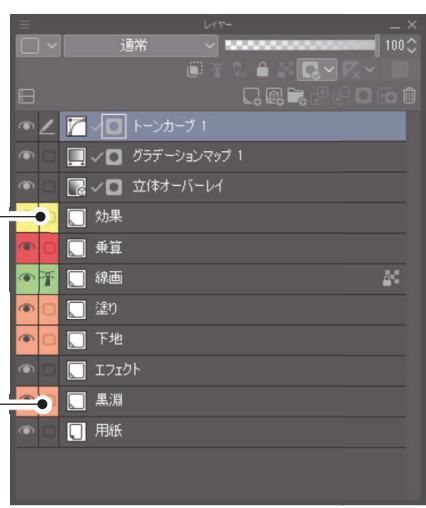 レイヤー
通常 100
トーンカーブ 1
グラデーションマップ 1
立体オーバーレイ
効果
乗算
線画
塗り
下地
エフェクト
黒淵
用紙